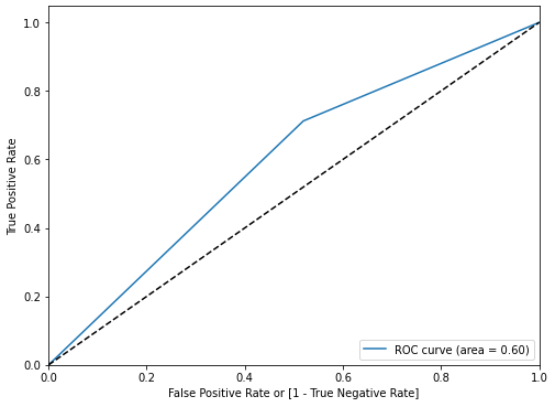 1.0
0.8
0.6
0.4
0.2
0.0
True Positive Rate
ROC curve (area = 0.60)
0.0 0.2 0.4 0.6 0.8 1.0
False Positive Rate or [1 - True Negative Rate]